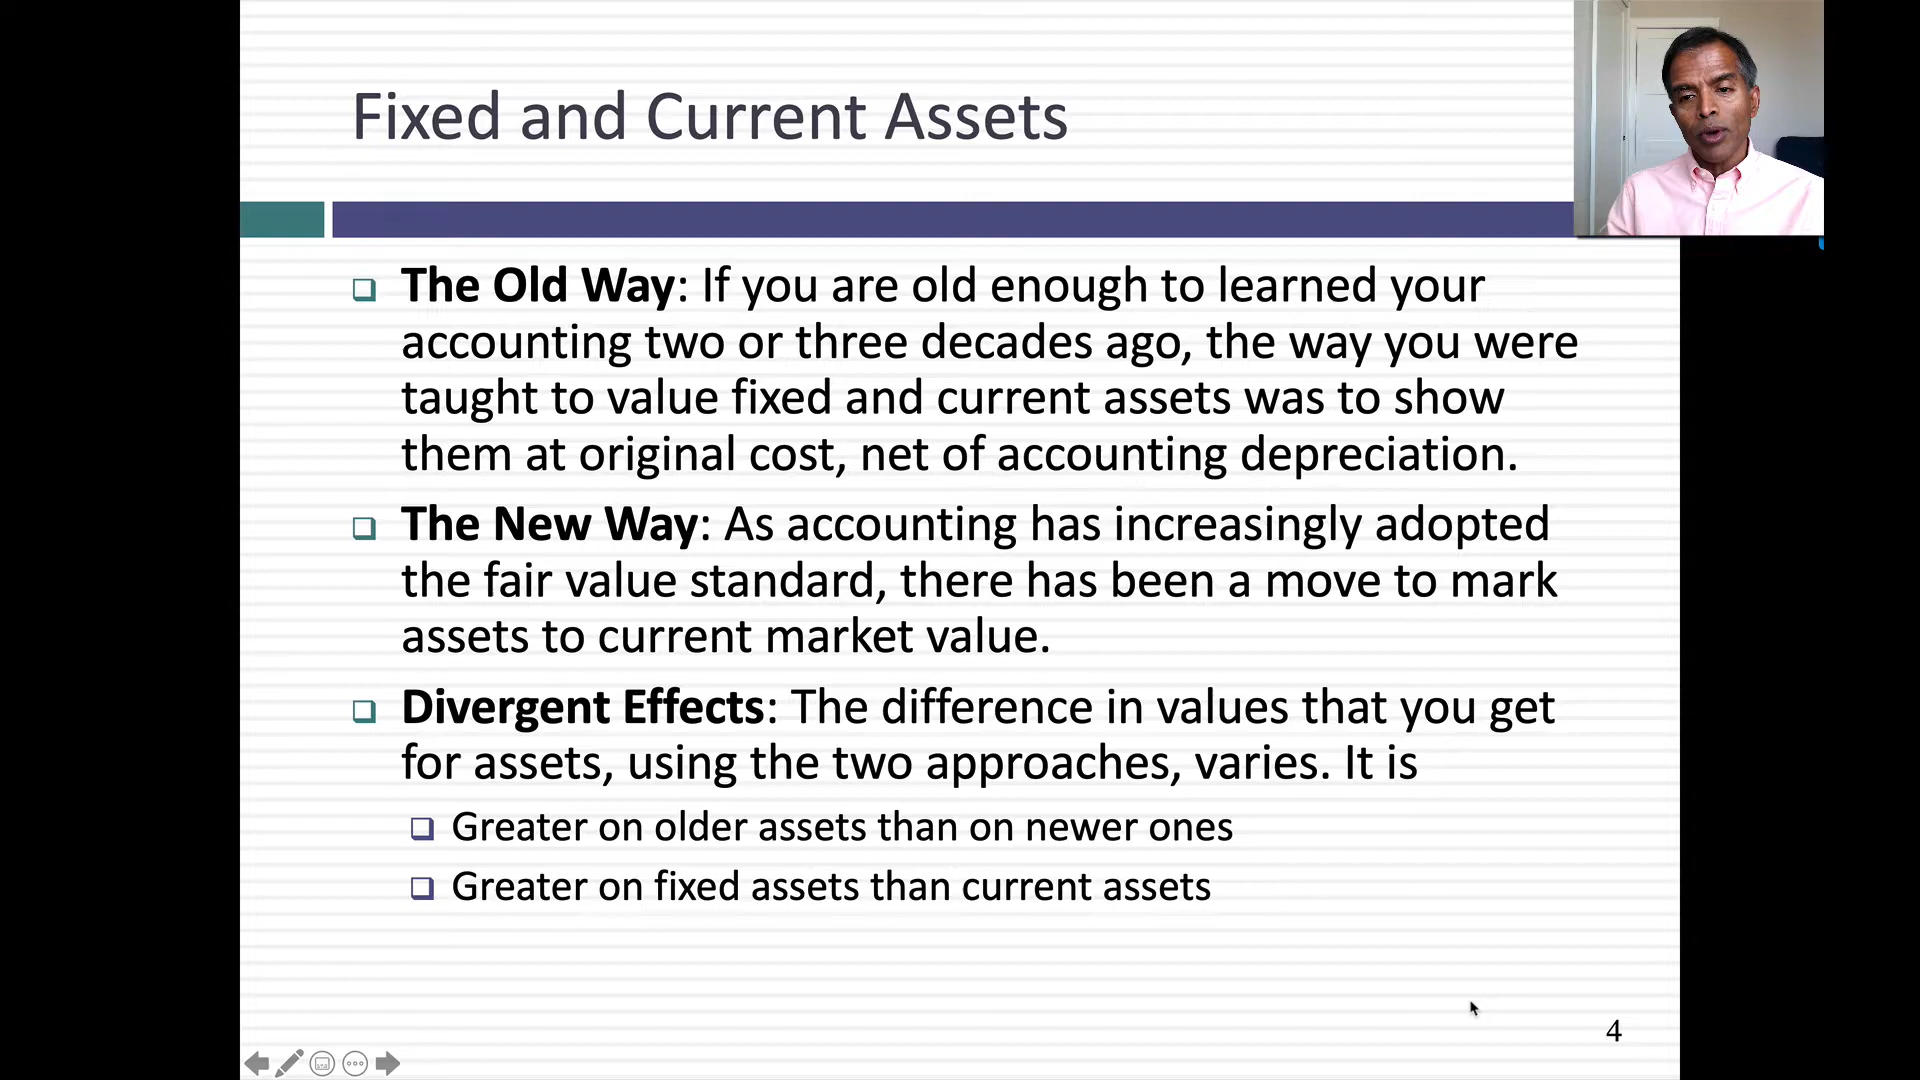 Fixed and Current Assets
The Old Way: If you are old enough to learned your
accounting two or three decades ago, the way you were
taught to value fixed and current assets was to show
them at original cost, net of accounting depreciation.
The New Way: As accounting has increasingly adopted
the fair value standard, there has been a move to mark
assets to current market value.
Divergent Effects: The difference in values that you get
for assets, using the two approaches, varies. It is
Greater on older assets than on newer ones
Greater on fixed assets than current assets
4